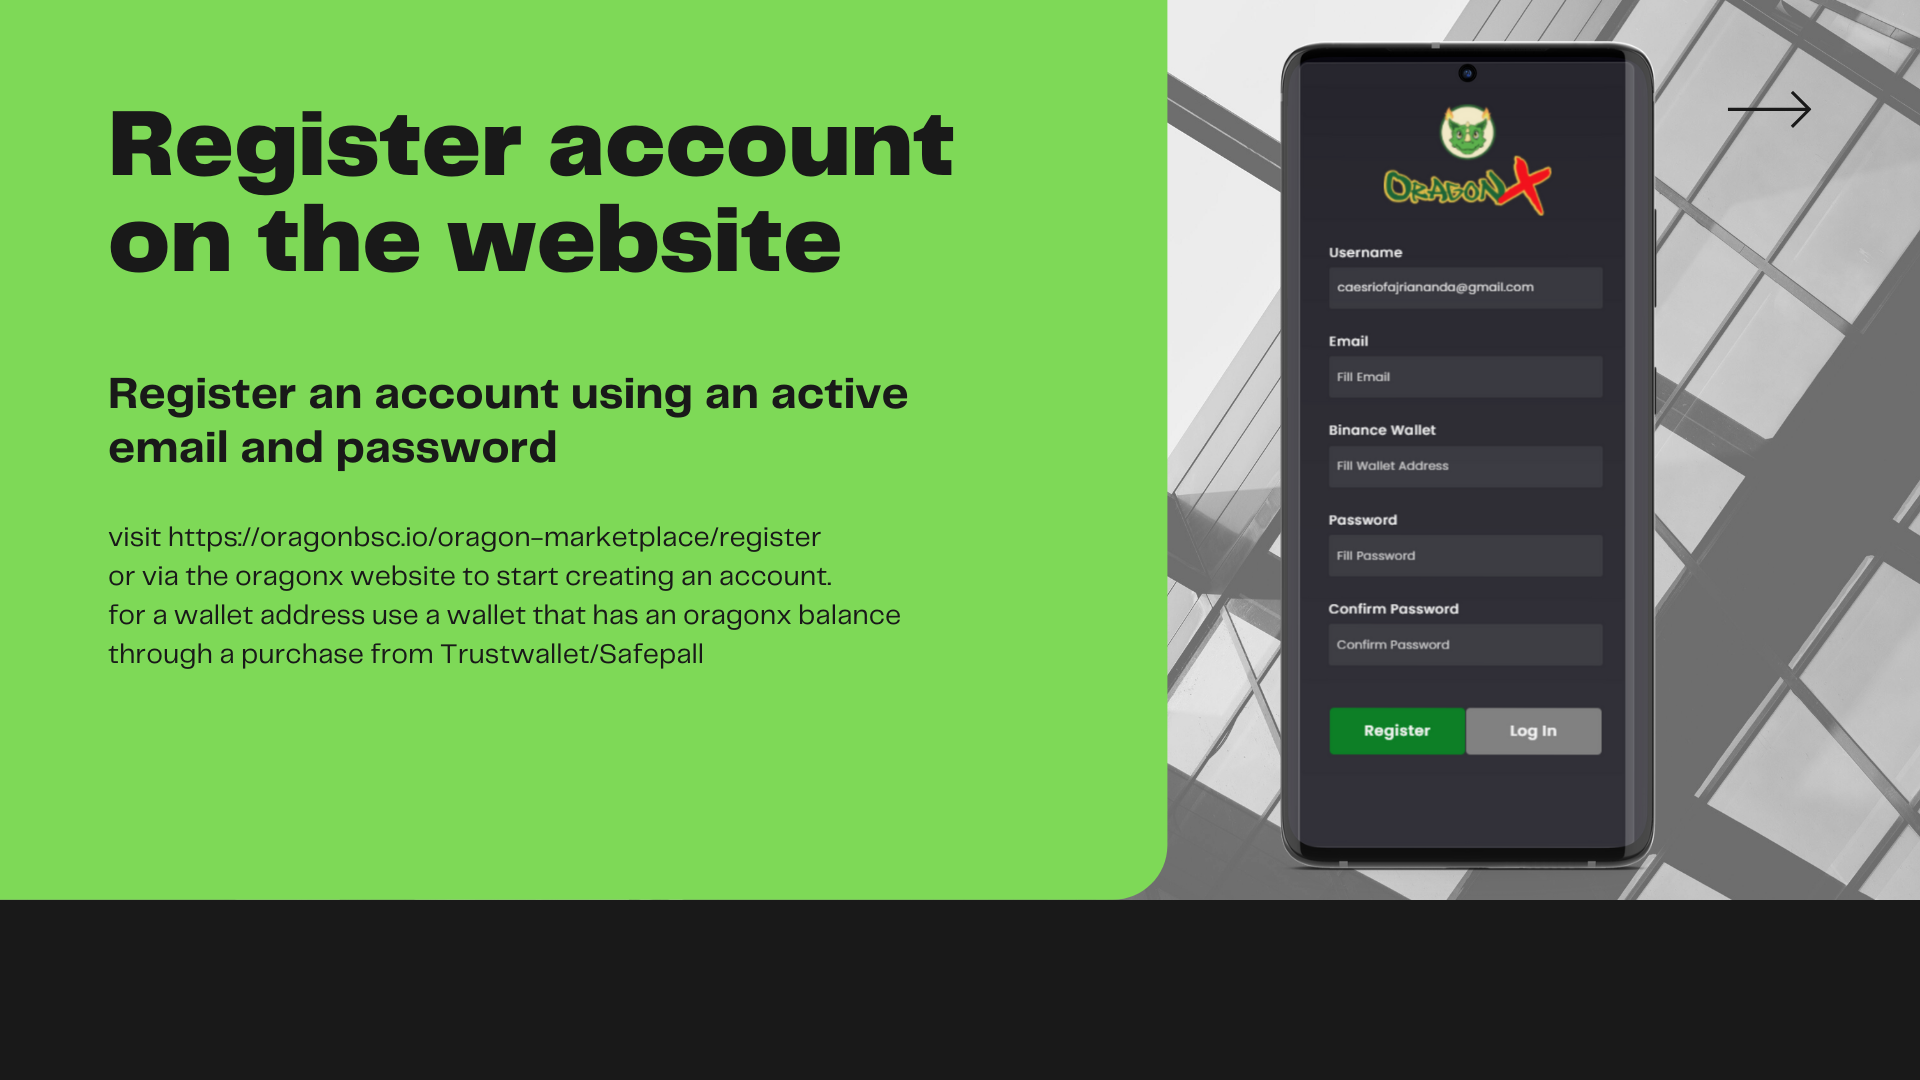 Register account
on the website
Register an account using an active
email and password
visit https://oragonbsc.io/oragon-marketplace/register
or via the oragonx website to start creating an account.
for a wallet address use a wallet that has an oragonx balance
through a purchase from Trustwallet/Safepall
ORAGONX
Username
caesriofajriananda@gmail.com
Email
Fill Email
Binance Wallet
Fill Wallet Address
Password
Fill Password
Confirm Password
Confirm Password
Register Log In